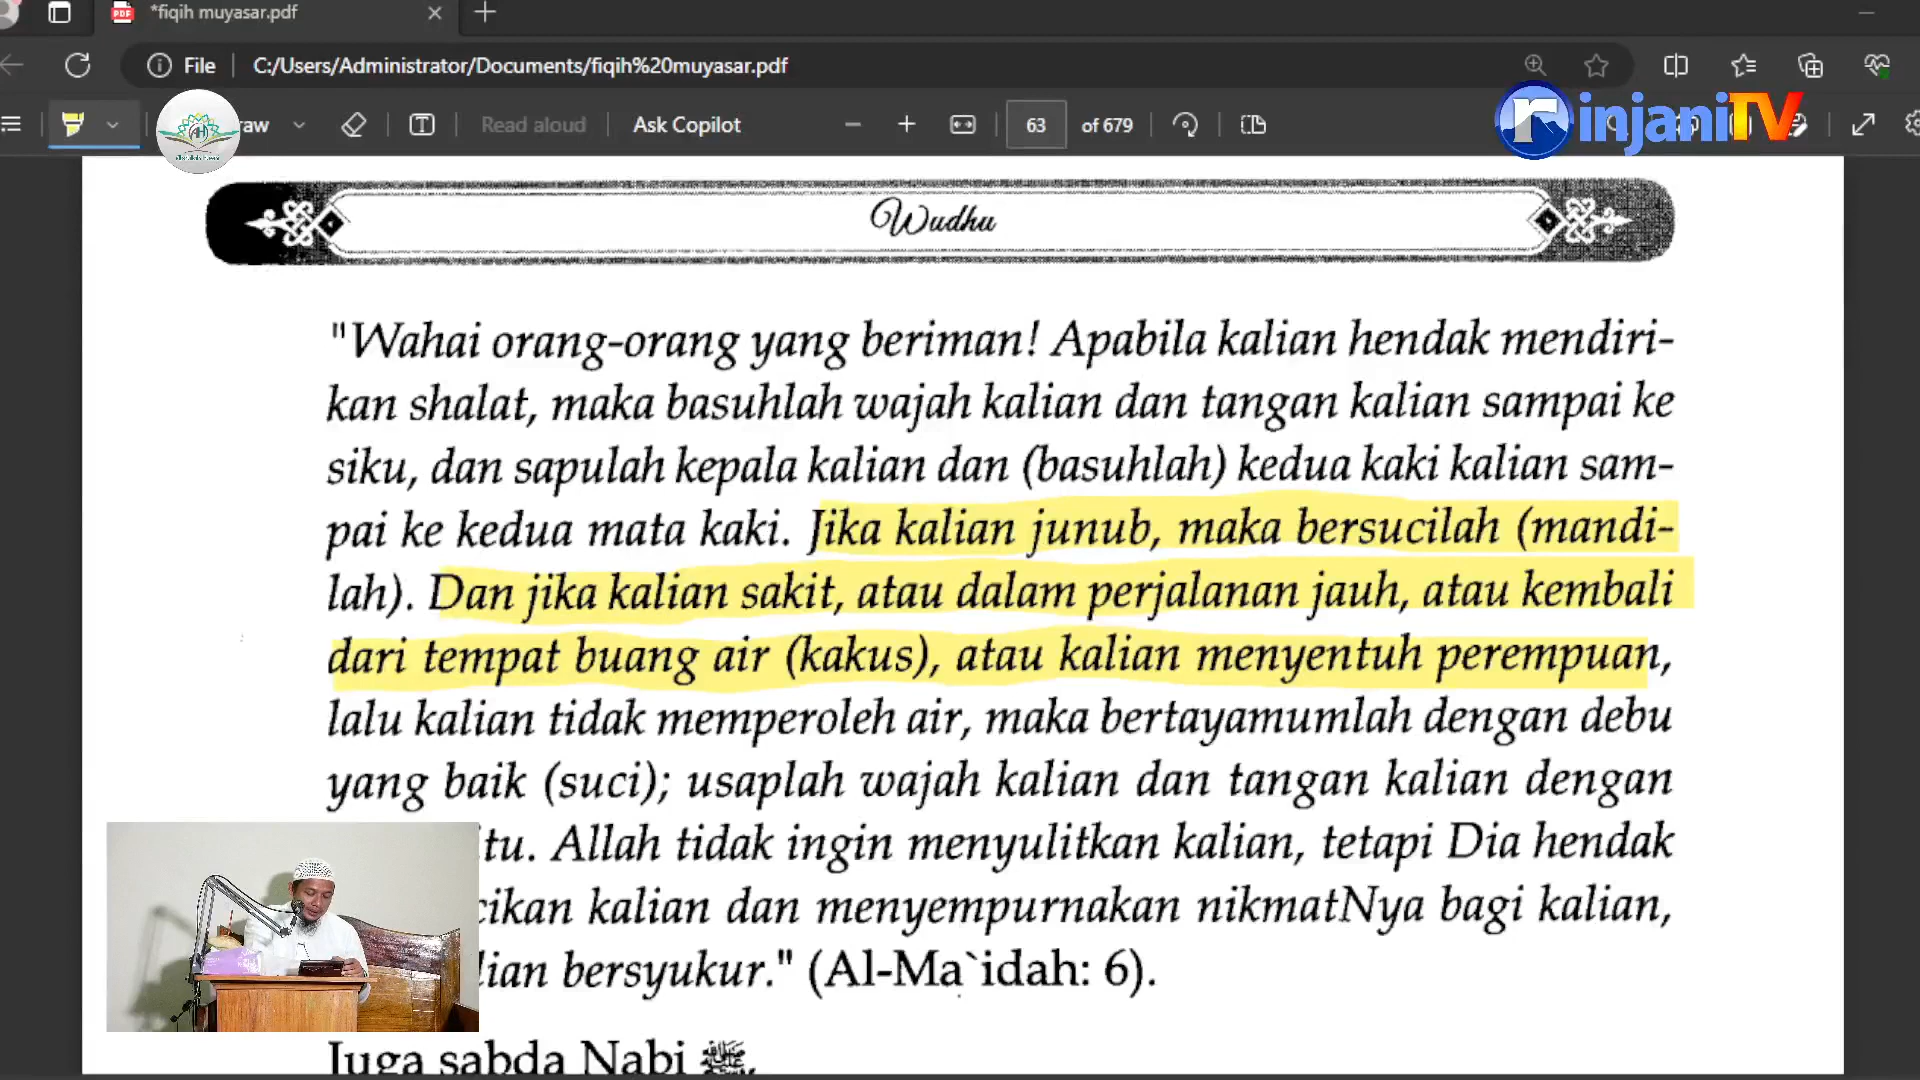 *fiqih muyasar.pdf
File
C:/Users/Administrator/Documents/fiqih%20muyasar.pdf
Read aloud
Ask Copilot
63
of 679
rinjaniTV
Wudhu
"Wahai orang-orang yang beriman! Apabila kalian hendak mendiri-
kan shalat, maka basuhlah wajah kalian dan tangan kalian sampai ke
siku, dan sapulah kepala kalian dan (basuhlah) kedua kaki kalian sam-
pai ke kedua mata kaki. Jika kalian junub, maka bersucilah (mandi-
lah). Dan jika kalian sakit, atau dalam perjalanan jauh, atau kembali
dari tempat buang air (kakus), atau kalian menyentuh perempuan,
lalu kalian tidak memperoleh air, maka bertayamumlah dengan debu
yang baik (suci); usaplah wajah kalian dan tangan kalian dengan
itu. Allah tidak ingin menyulitkan kalian, tetapi Dia hendak
cikan kalian dan menyempurnakan nikmatNya bagi kalian,
lian bersyukur." (Al-Ma`idah: 6).
Juga sabda Nabi ﷺ,